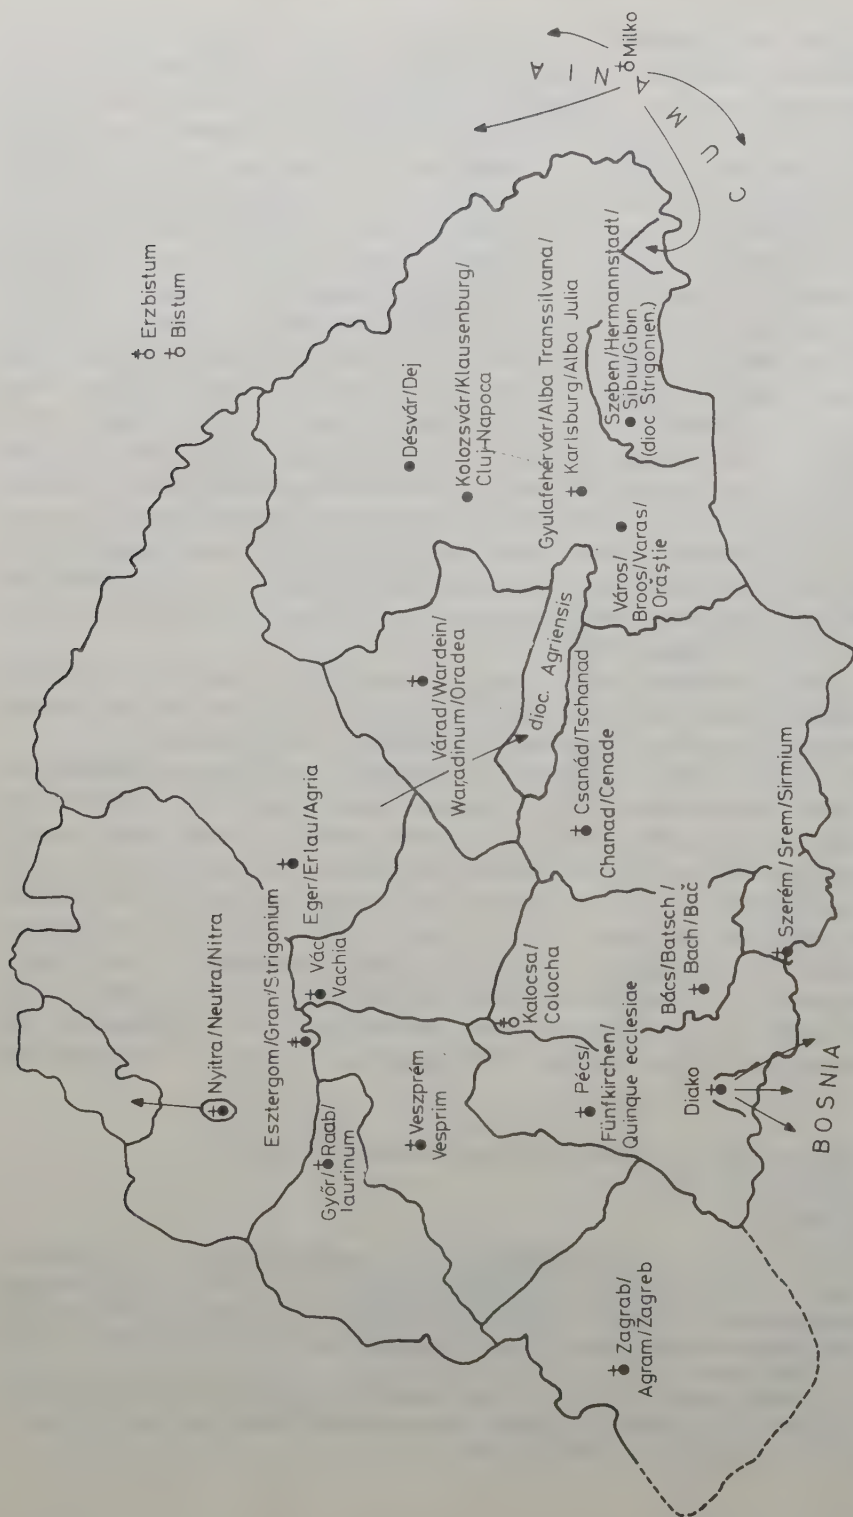 Erzbistum
Bistum
Milko
CUMANIA
Désvár/Dej
Kolozsvár/Klausenburg/
Cluj-Napoca
Gyulafehérvár/Alba Transsilvana/
Karlsburg/Alba Julia
Szeben/Hermannstadt/
Sibiu/Gibin
(dioc Strigonien.)
Város/
Broos/Varas/
Orăştie
Várad/Wardein/
Waradinum/Oradea
dioc. Agriensis
Csanád/Tschanad
Chanad/Cenade
Eger/Erlau/Agria
Nyitra/Neutra/Nitra
Esztergom/Gran/Strigonium
Vác
Vachia
Győr/Raab/
Iaurinum
Veszprém
Vesprim
Kalocsa/
Colocha
Pécs/
Fünfkirchen/
Quinque ecclesiae
Bács/Batsch/
Bach/Bač
Szerém/Srem/Sirmium
Diako
BOSNIA
Zagrab/
Agram/Zagreb